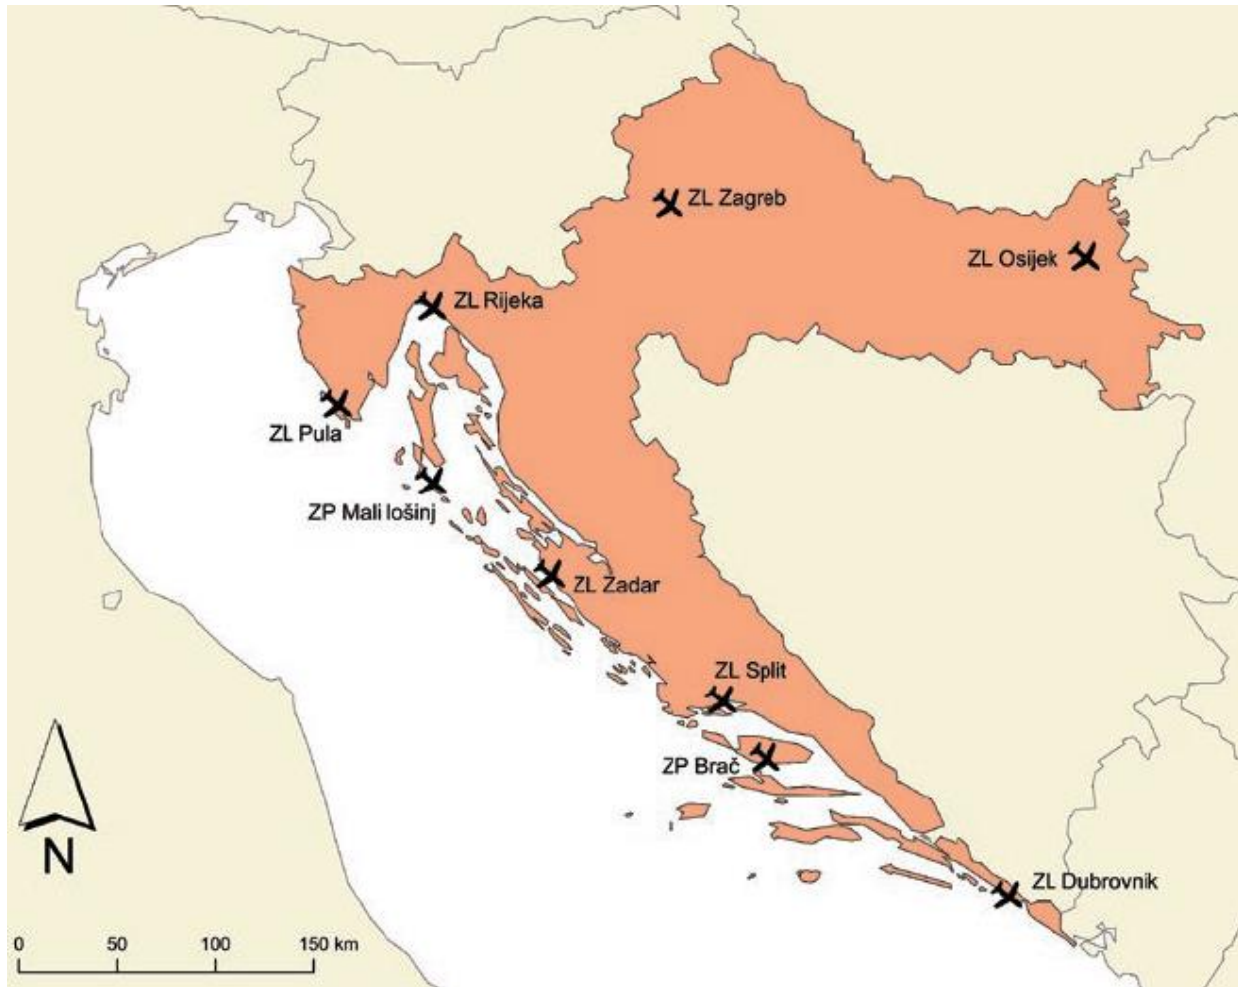 ZL Zagreb
ZL Osijek
ZL Rijeka
ZL Pula
ZP Mali lošinj
ZL Zadar
ZL Split
ZP Brač
ZL Dubrovnik
N
0 50 100 150 km